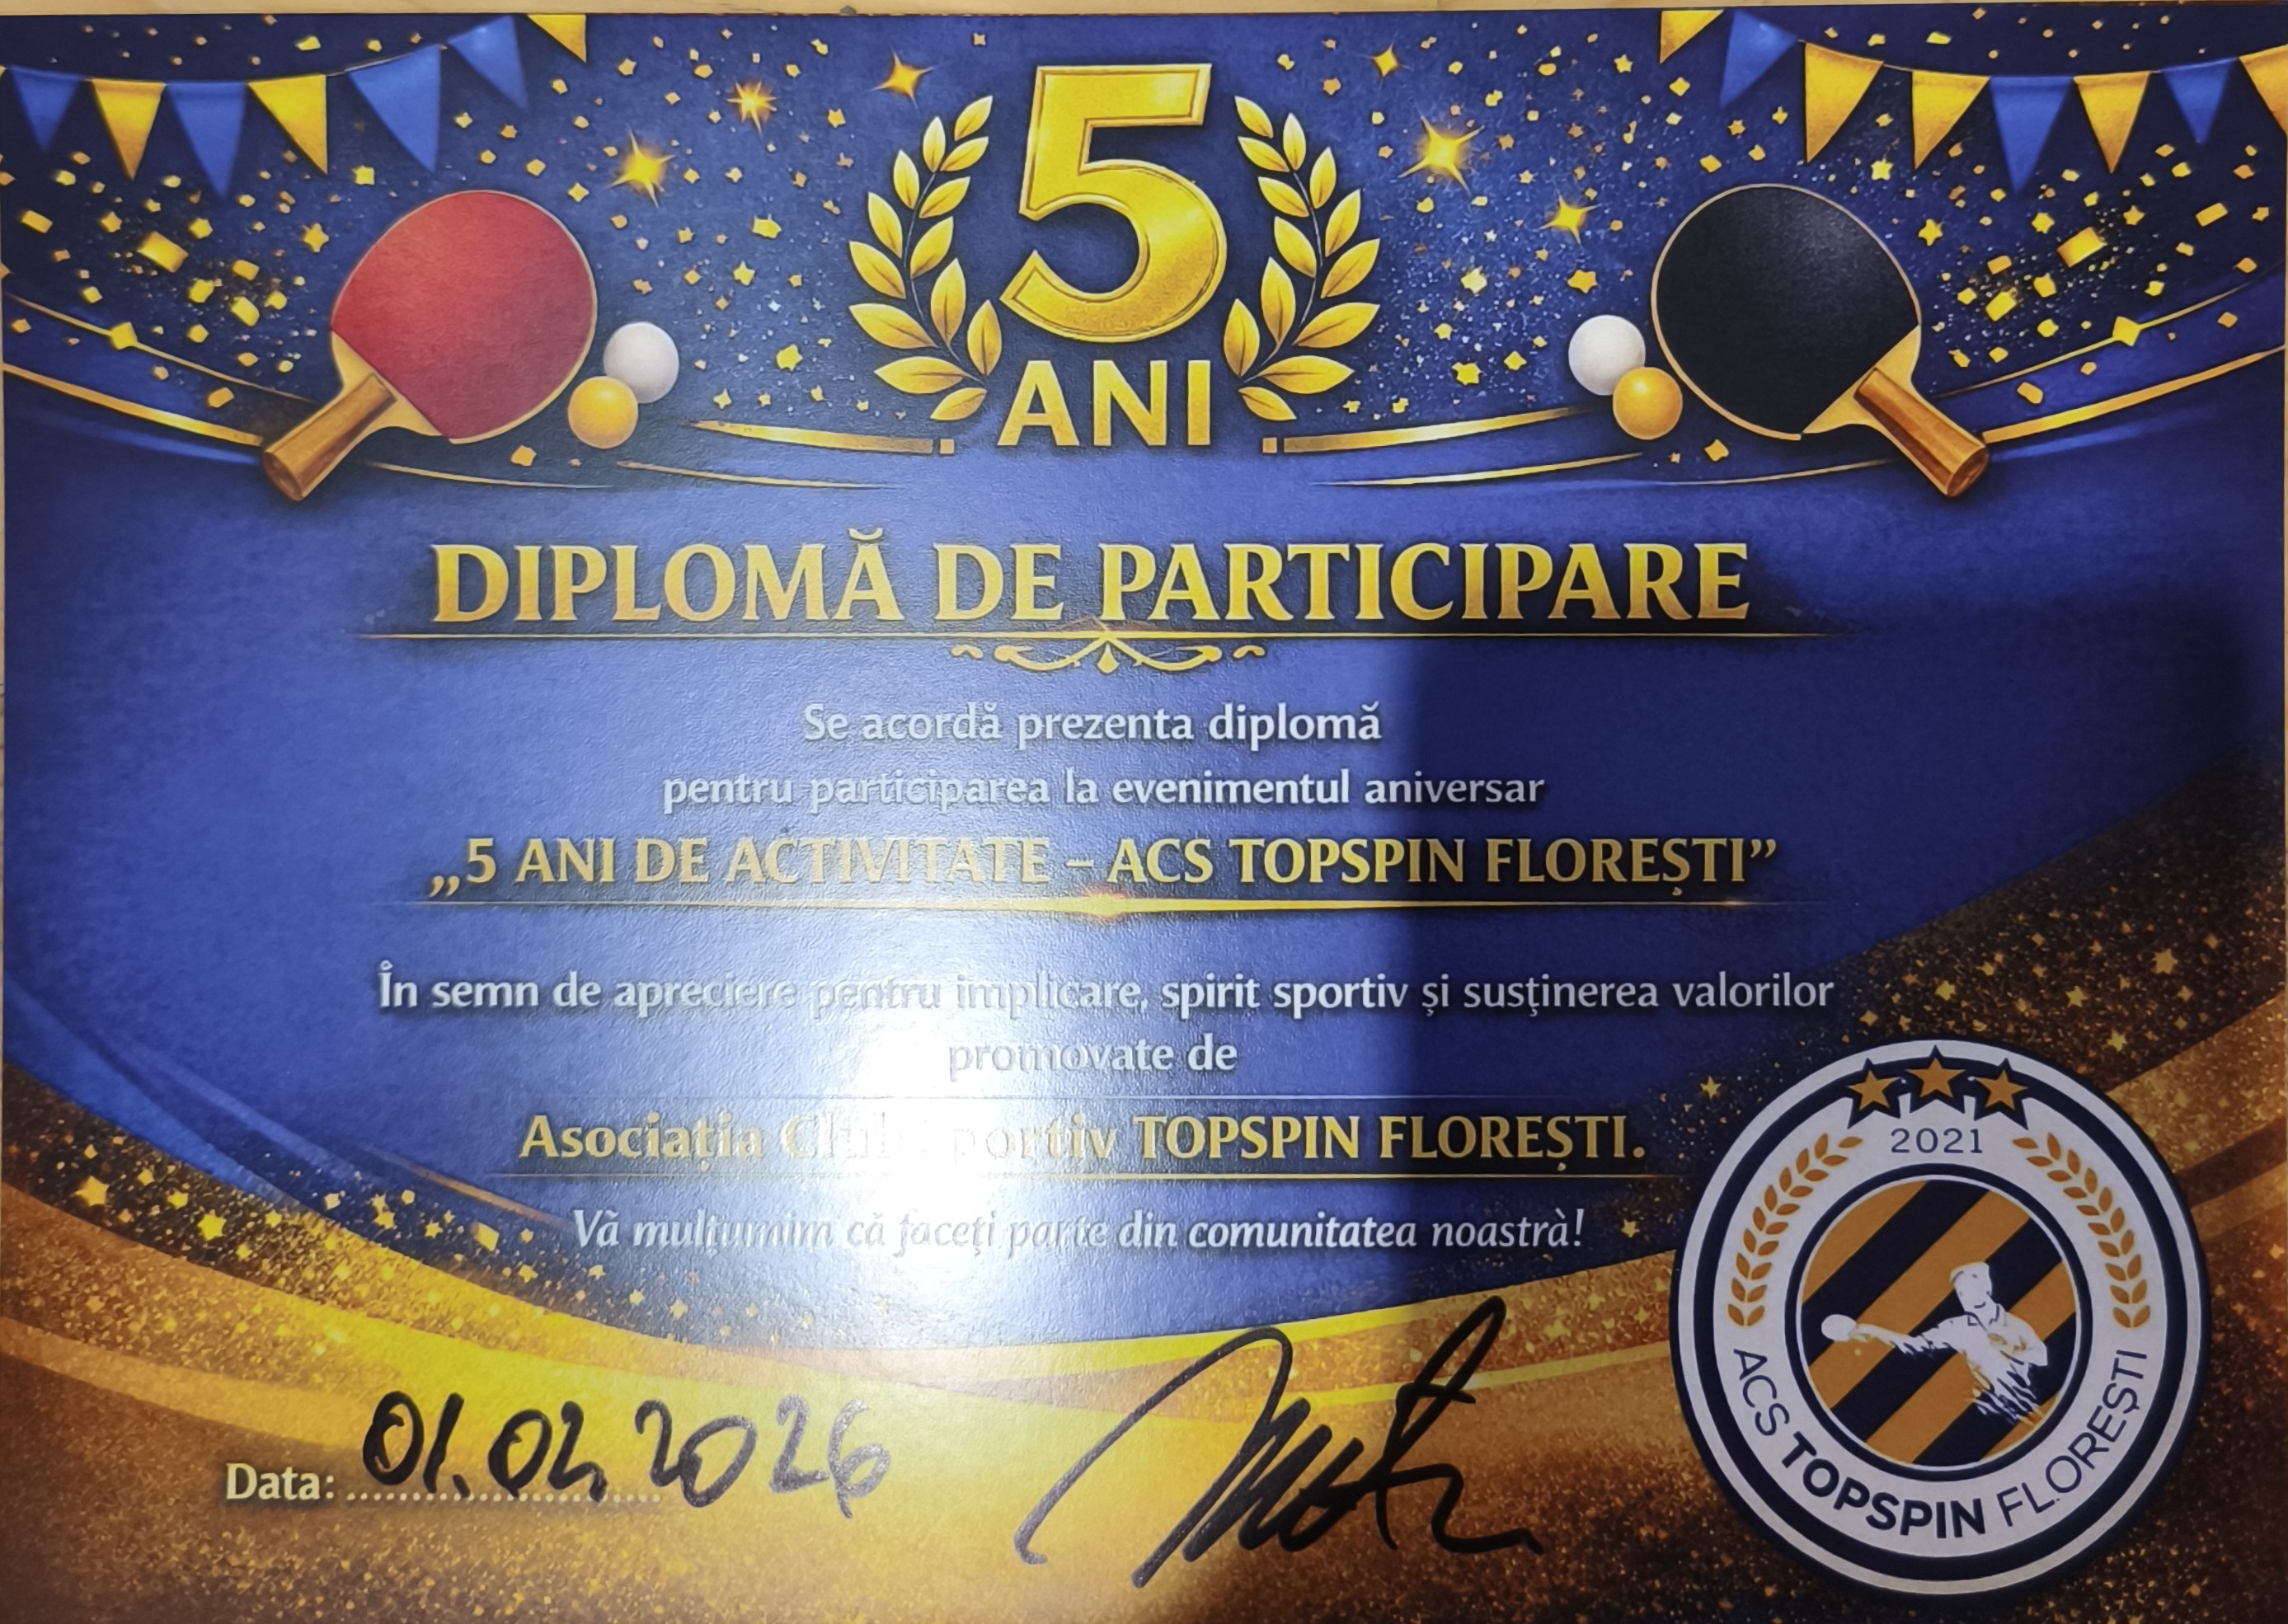 5
ANI
DIPLOMĂ DE PARTICIPARE
Se acordă prezenta diplomă
pentru participarea la evenimentul aniversar
„5 ANI DE ACTIVITATE – ACS TOPSPIN FLOREȘTI”
În semn de apreciere pentru implicare, spirit sportiv și susținerea valorilor
promovate de
Asociația Club Sportiv TOPSPIN FLOREȘTI.
Vă mulțumim că faceți parte din comunitatea noastră!
Data: 01.02.2026
2021
ACS TOPSPIN FLOREȘTI